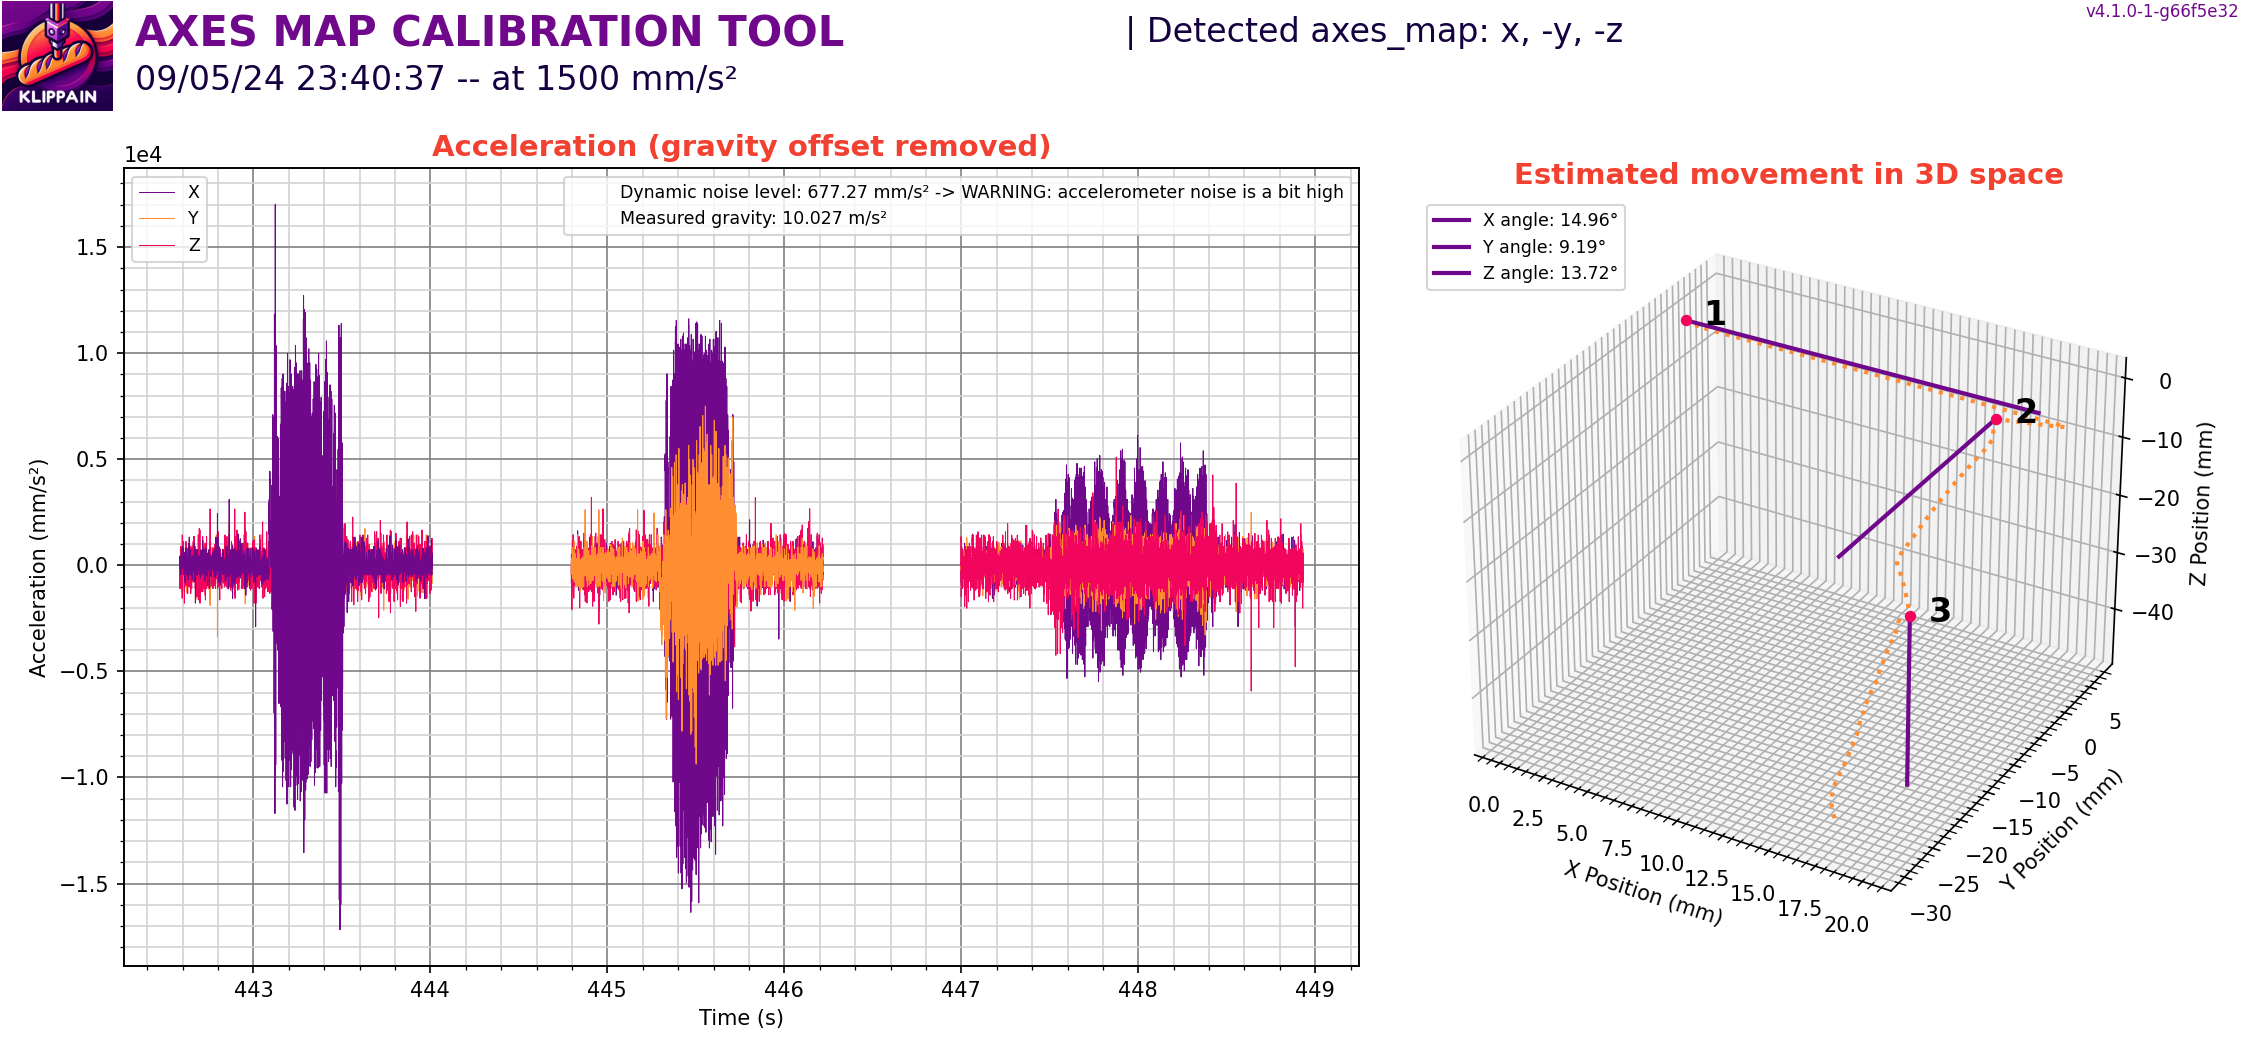 KLIPPAIN
AXES MAP CALIBRATION TOOL
09/05/24 23:40:37 -- at 1500 mm/s²
| Detected axes_map: x, -y, -z
v4.1.0-1-g66f5e32
Acceleration (gravity offset removed)
1e4
X
Y
Z
Dynamic noise level: 677.27 mm/s² -> WARNING: accelerometer noise is a bit high
Measured gravity: 10.027 m/s²
Acceleration (mm/s²)
1.5
1.0
0.5
0.0
−0.5
−1.0
−1.5
443 444 445 446 447 448 449
Time (s)
Estimated movement in 3D space
X angle: 14.96°
Y angle: 9.19°
Z angle: 13.72°
1
2
3
0
−10
−20
−30
−40
Z Position (mm)
5
0
−5
−10
−15
−20
−25
−30
Y Position (mm)
0.0 2.5 5.0 7.5 10.0 12.5 15.0 17.5 20.0
X Position (mm)